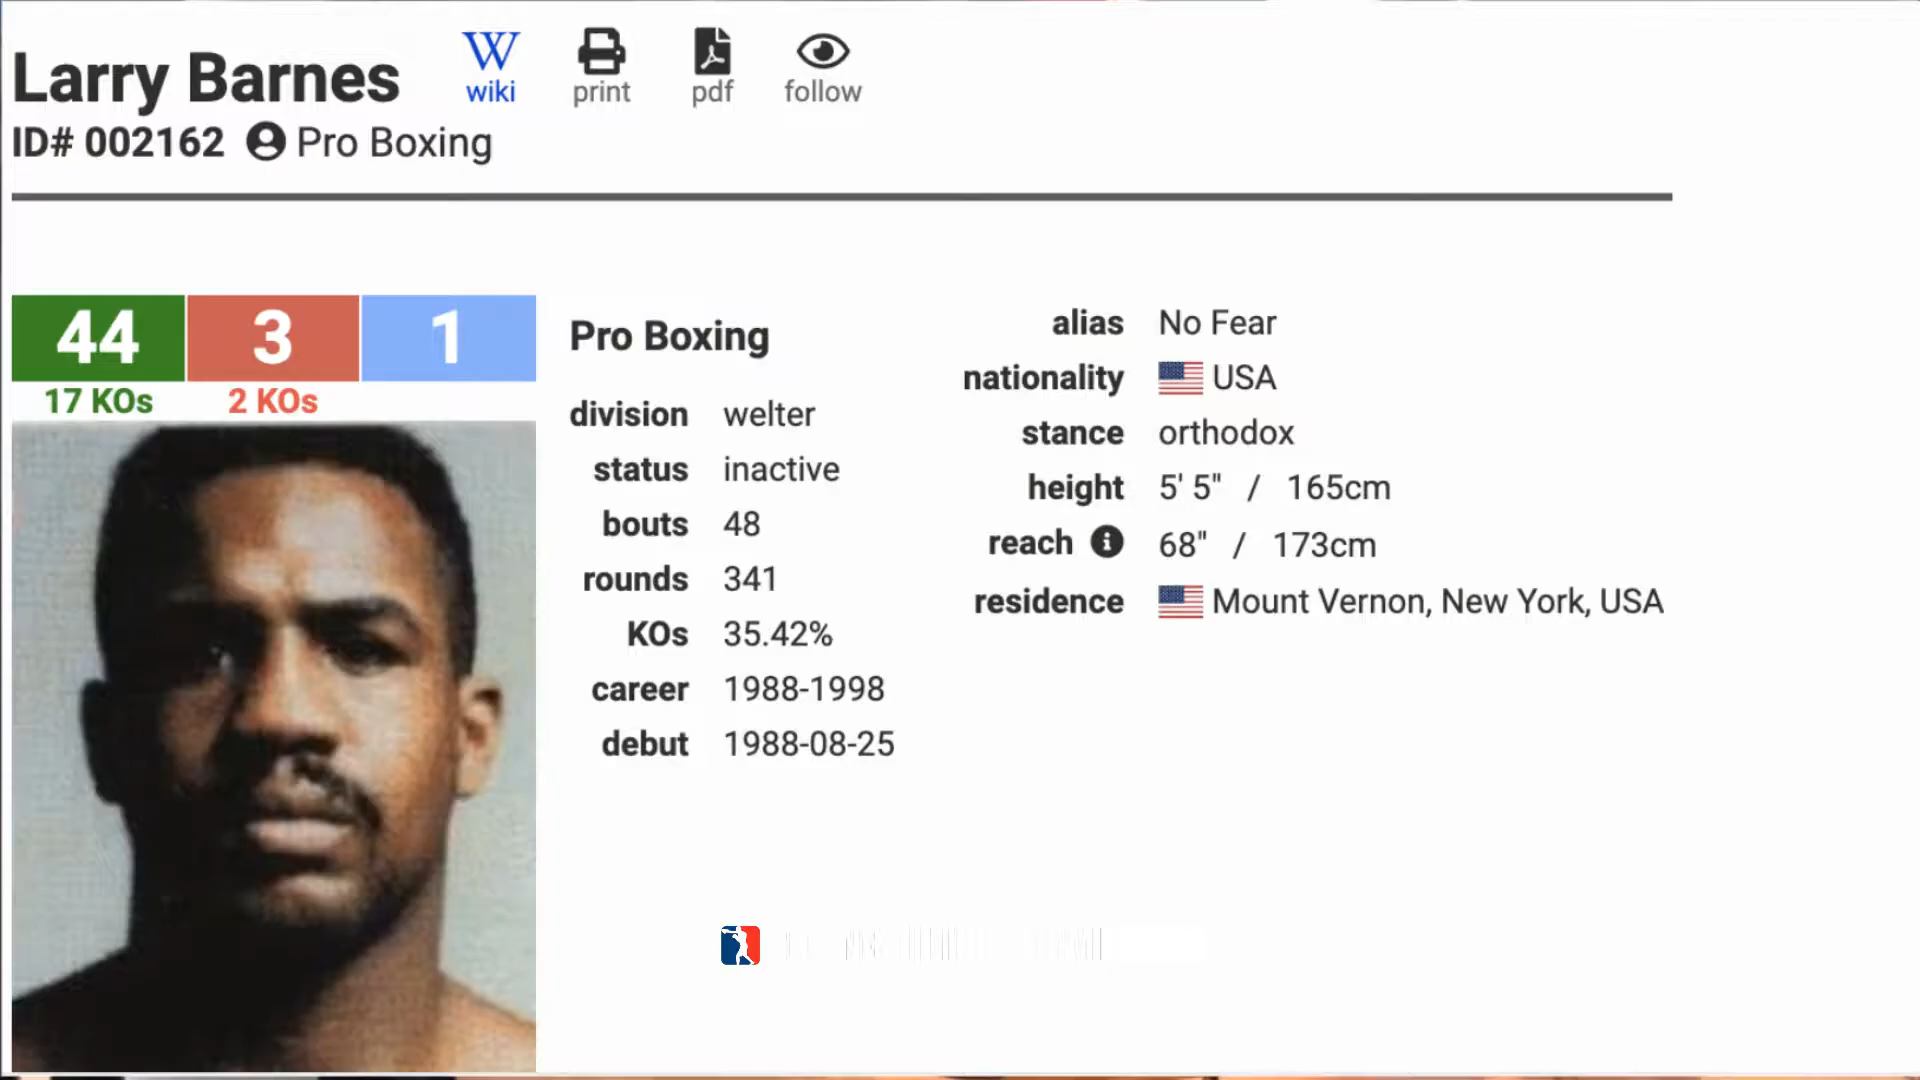 Larry Barnes
wiki
print
pdf
follow
ID# 002162 Pro Boxing
44
3
1
17 KOs
2 KOs
Pro Boxing
division welter
status inactive
bouts 48
rounds 341
KOs 35.42%
career 1988-1998
debut 1988-08-25
alias No Fear
nationality USA
stance orthodox
height 5' 5" / 165cm
reach 68" / 173cm
residence Mount Vernon, New York, USA